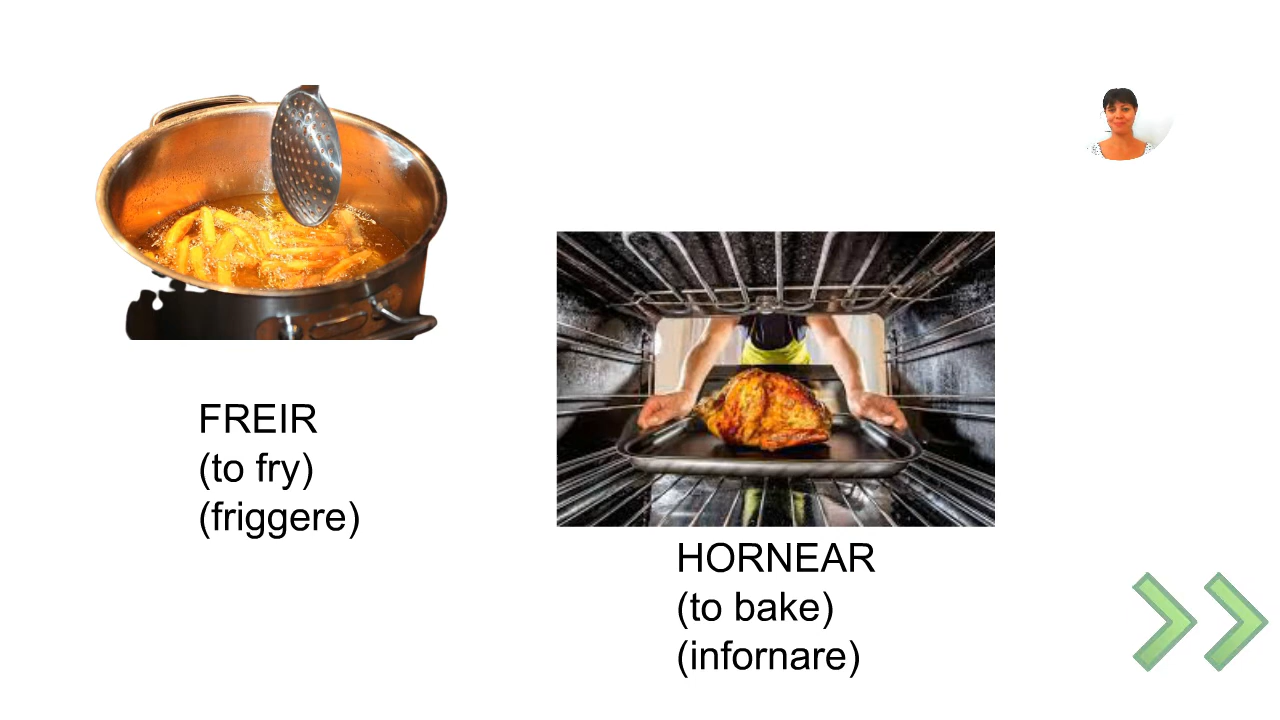 FREIR
(to fry)
(friggere)
HORNEAR
(to bake)
(infornare)